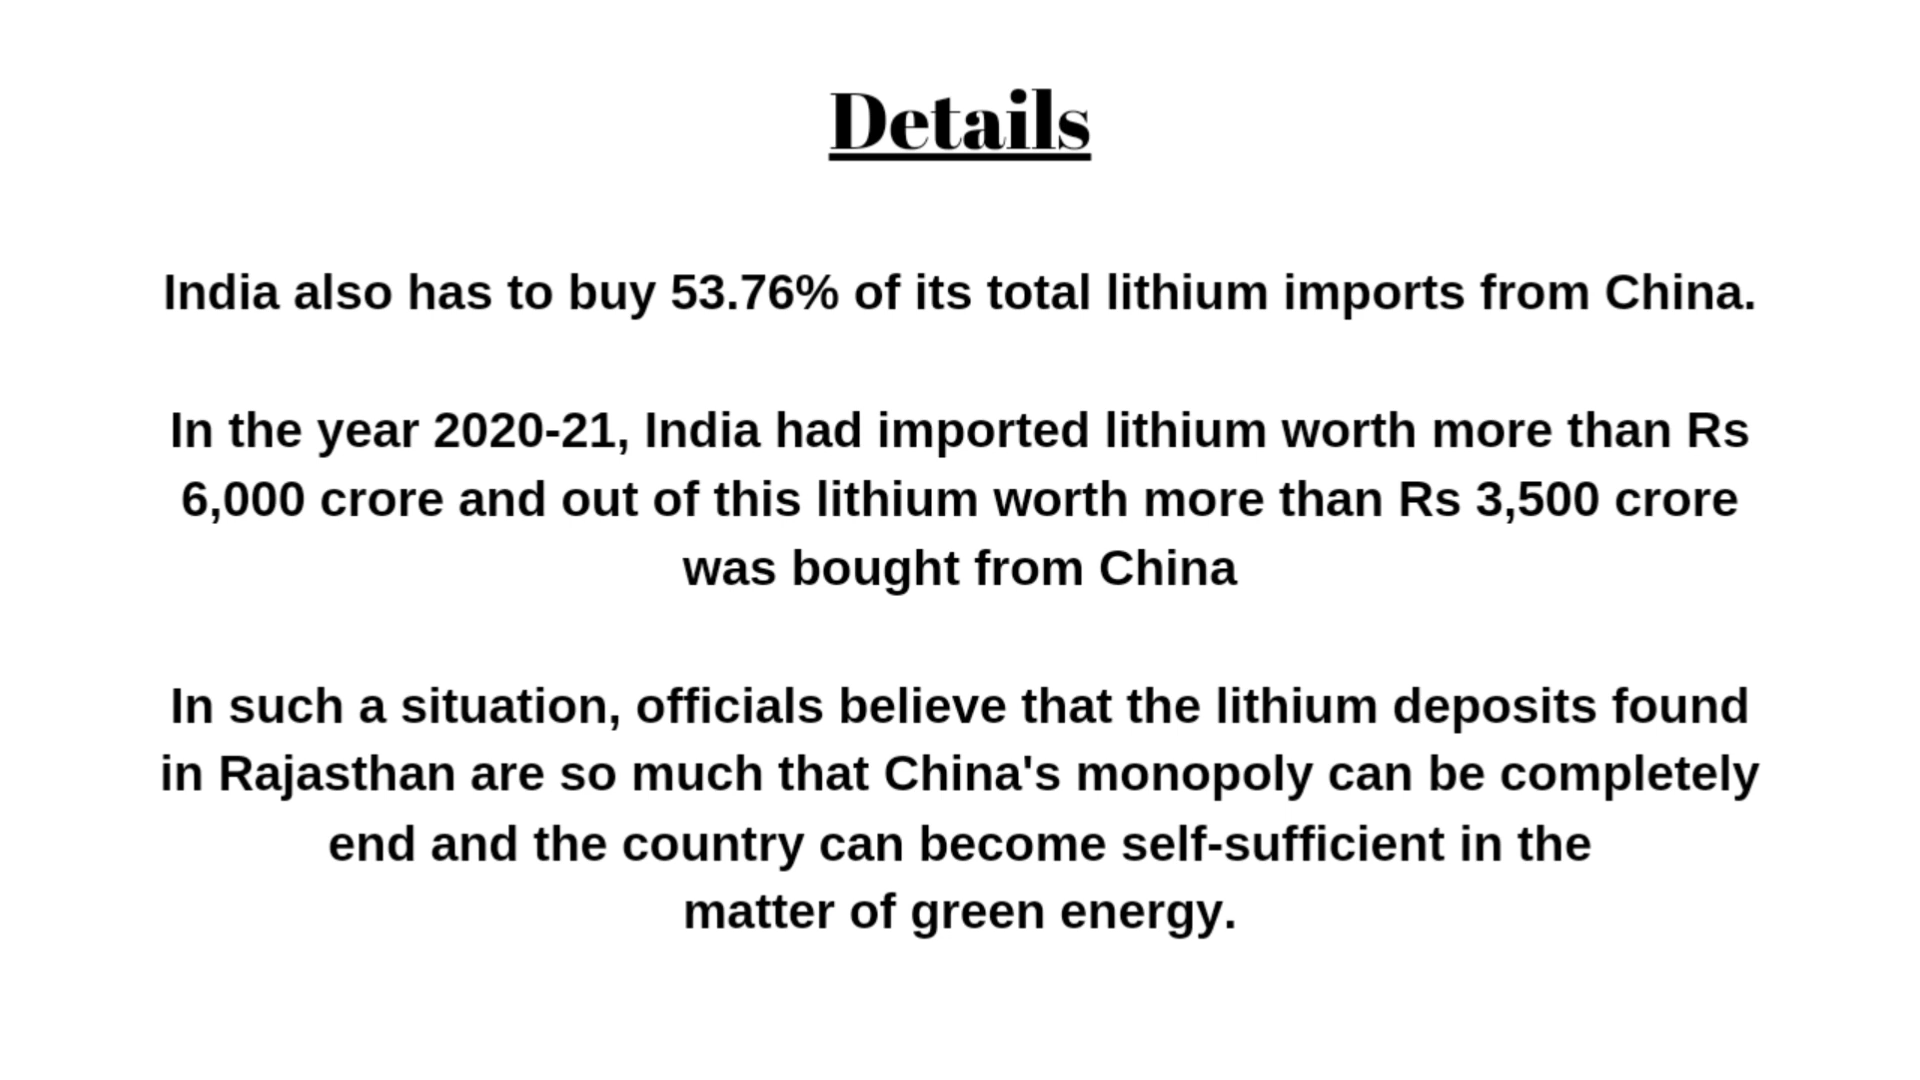 Details
India also has to buy 53.76% of its total lithium imports from China.
In the year 2020-21, India had imported lithium worth more than Rs
6,000 crore and out of this lithium worth more than Rs 3,500 crore
was bought from China
In such a situation, officials believe that the lithium deposits found
in Rajasthan are so much that China's monopoly can be completely
end and the country can become self-sufficient in the
matter of green energy.